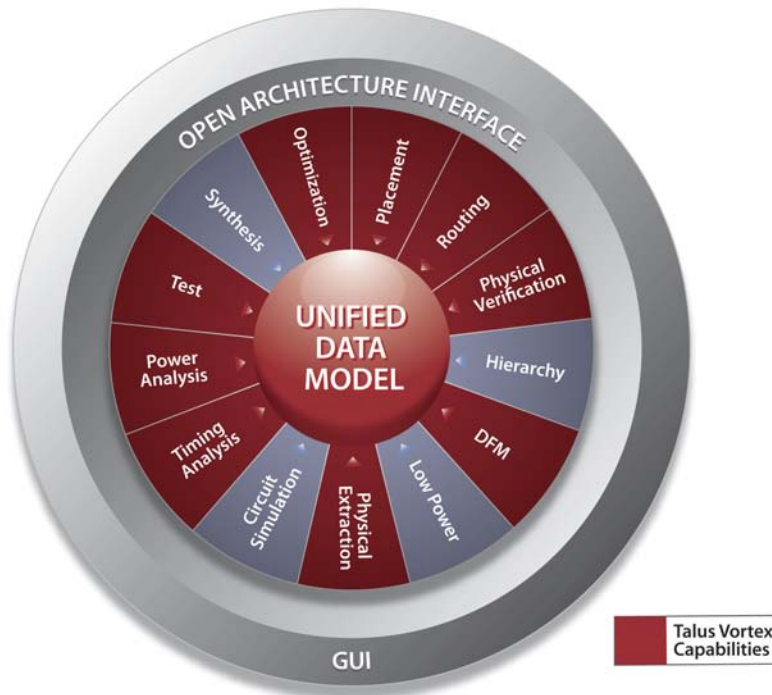 OPEN ARCHITECTURE INTERFACE
Optimization
Placement
Routing
Physical
Verification
Hierarchy
DFM
Low Power
Physical
Extraction
Circuit
Simulation
Timing
Analysis
Power
Analysis
Test
Synthesis
UNIFIED
DATA
MODEL
GUI
Talus Vortex
Capabilities